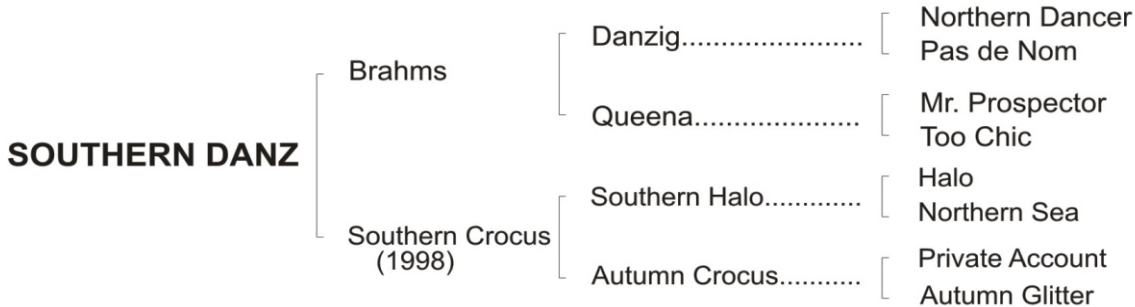 Northern Dancer
Danzig.......................
Pas de Nom
Brahms
Mr. Prospector
Queena.....................
Too Chic
SOUTHERN DANZ
Halo
Southern Halo.............
Northern Sea
Southern Crocus
(1998)
Private Account
Autumn Crocus...........
Autumn Glitter